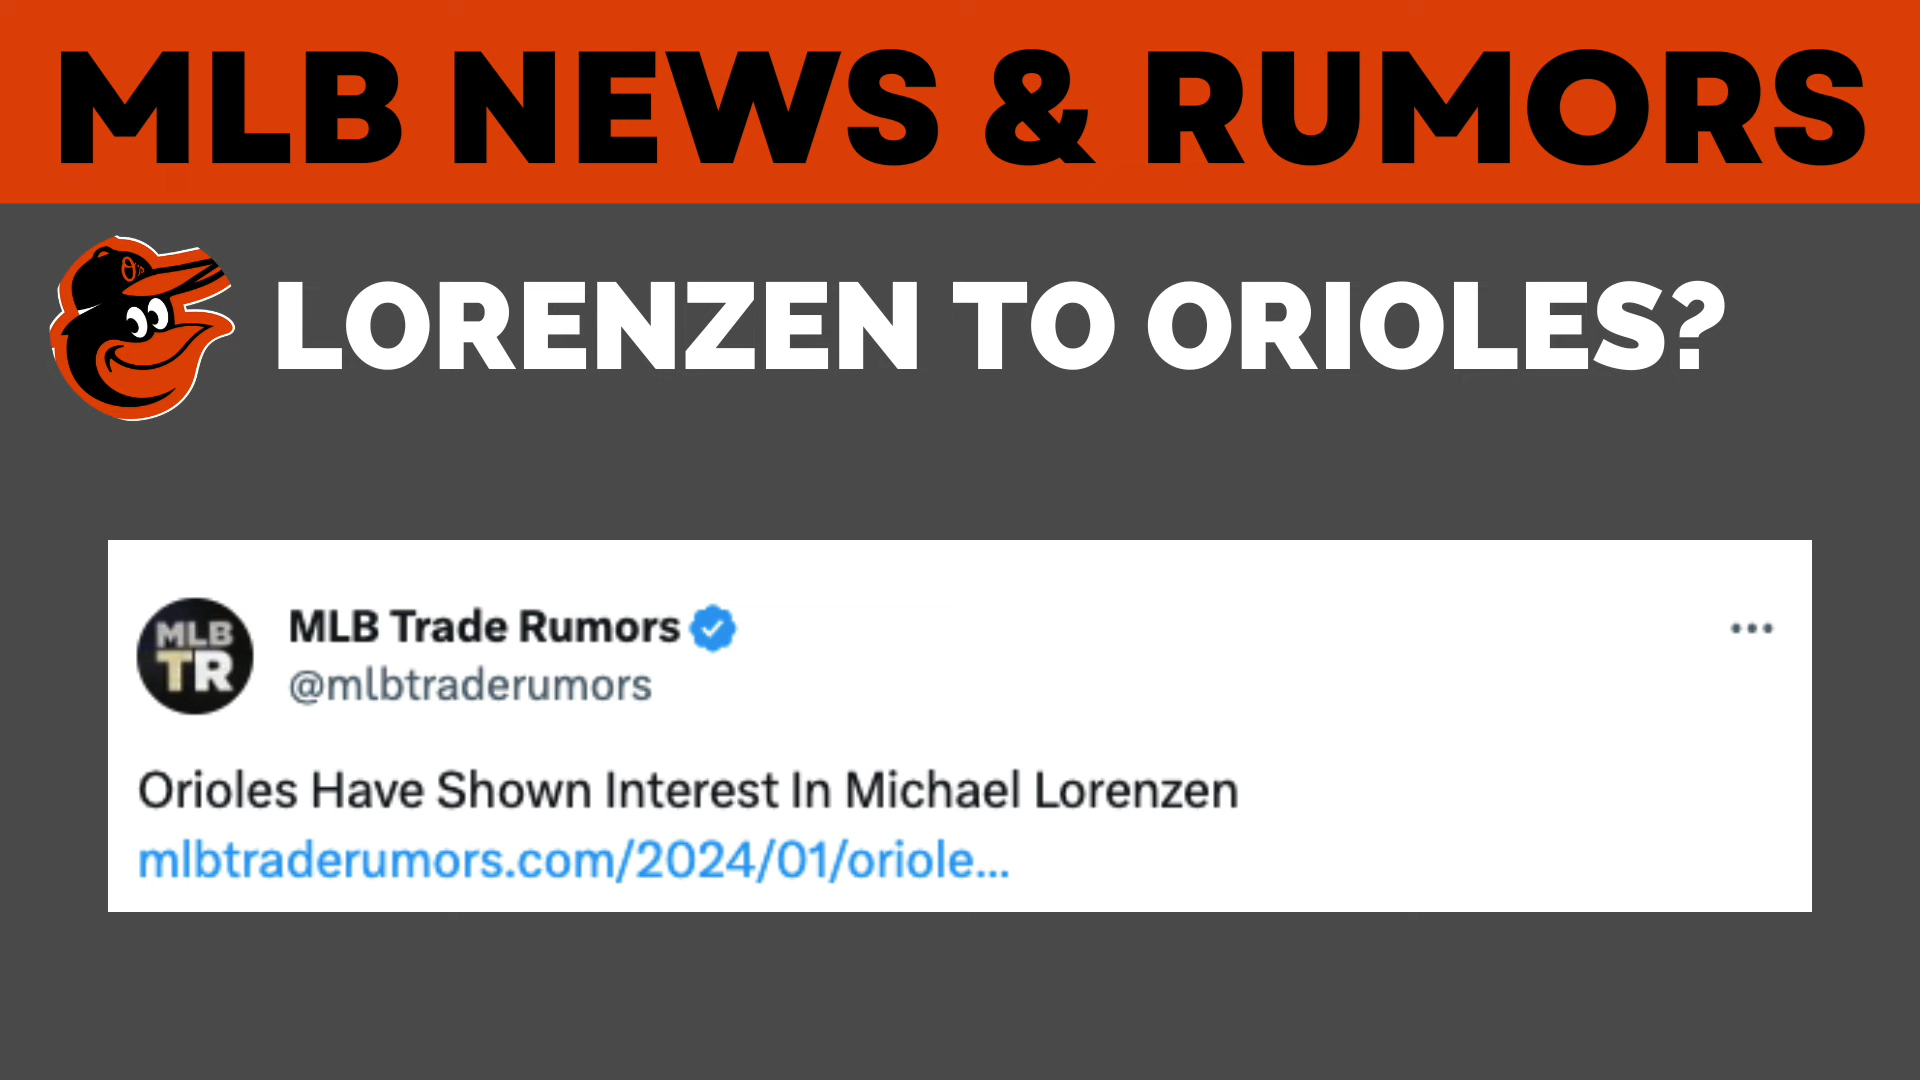 MLB NEWS & RUMORS
O's
LORENZEN TO ORIOLES?
MLB
TR
MLB Trade Rumors
@mlbtraderumors
Orioles Have Shown Interest In Michael Lorenzen
mlbtraderumors.com/2024/01/oriole...